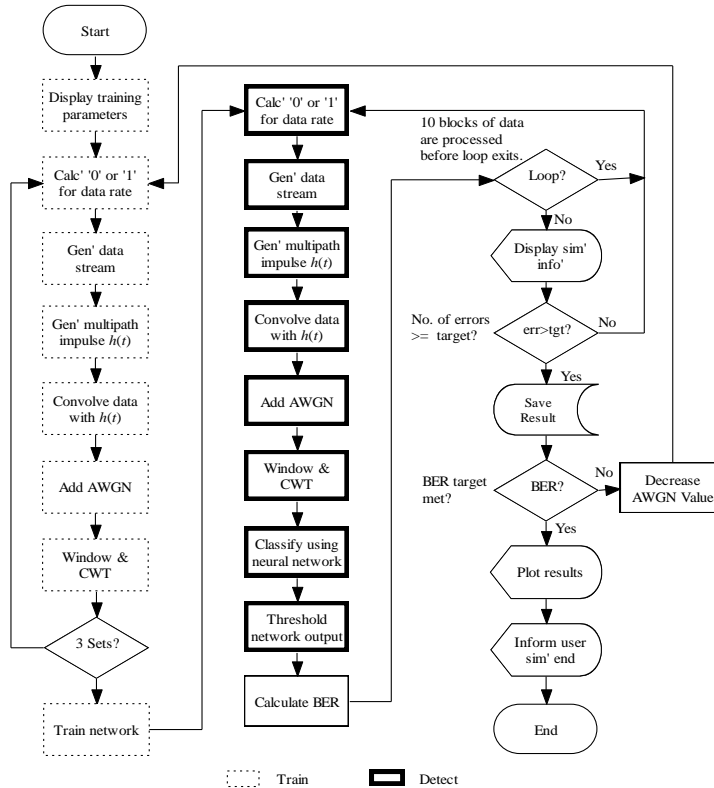 Start
Display training
parameters
Calc' '0' or '1'
for data rate
Gen' data
stream
Gen' multipath
impulse h(t)
Convolve data
with h(t)
Add AWGN
Window &
CWT
3 Sets?
Train network
Calc' '0' or '1'
for data rate
Gen' data
stream
Gen' multipath
impulse h(t)
Convolve data
with h(t)
Add AWGN
Window &
CWT
Classify using
neural network
Threshold
network output
Calculate BER
10 blocks of data
are processed
before loop exits.
Loop?
Yes
No
Display sim'
info'
No. of errors
>= target?
err>tgt?
No
Yes
Save
Result
BER target
met?
BER?
No
Decrease
AWGN Value
Yes
Plot results
Inform user
sim' end
End
Train
Detect